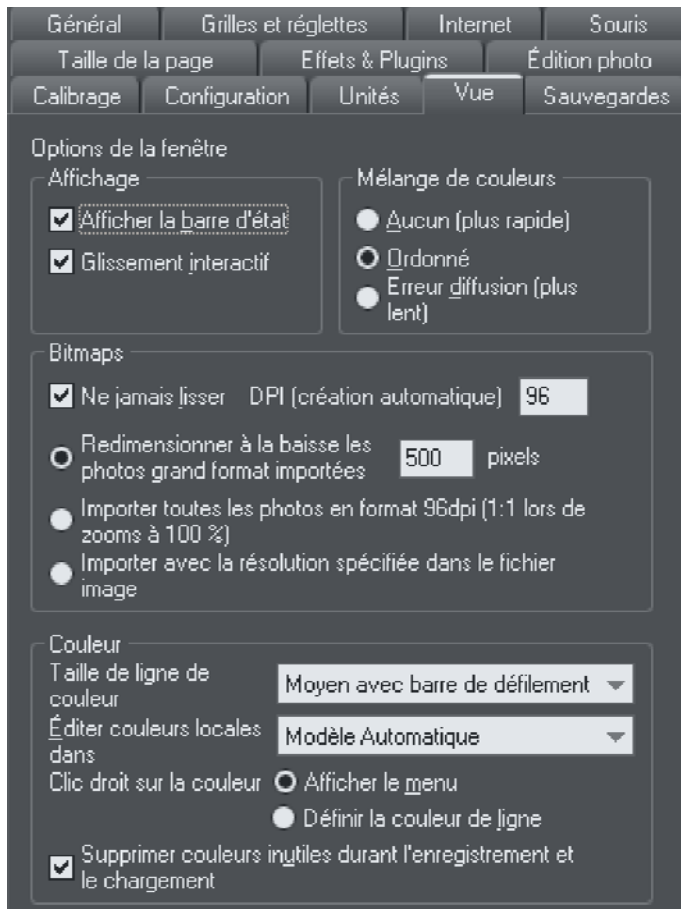 Général Grilles et réglettes Internet Souris
Taille de la page Effets & Plugins Édition photo
Calibrage Configuration Unités Vue Sauvegardes
Options de la fenêtre
Affichage
Afficher la barre d'état
Glissement interactif
Mélange de couleurs
Aucun (plus rapide)
Ordonné
Erreur diffusion (plus
lent)
Bitmaps
Ne jamais lisser DPI (création automatique) 96
Redimensionner à la baisse les
photos grand format importées 500 pixels
Importer toutes les photos en format 96dpi (1:1 lors de
zooms à 100 %)
Importer avec la résolution spécifiée dans le fichier
image
Couleur
Taille de ligne de
couleur Moyen avec barre de défilement
Éditer couleurs locales
dans Modèle Automatique
Clic droit sur la couleur Afficher le menu
Définir la couleur de ligne
Supprimer couleurs inutiles durant l'enregistrement et
le chargement